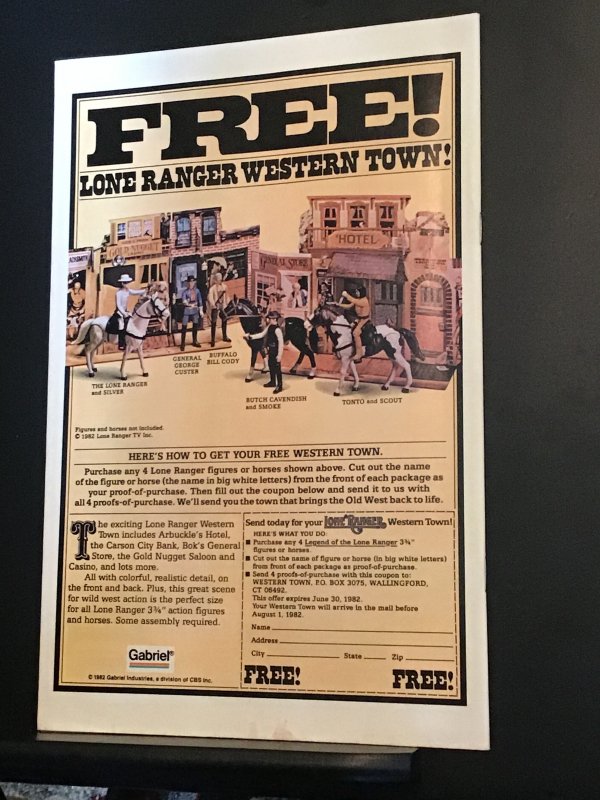 FREE!
LONE RANGER WESTERN TOWN!
GOLD NUGGET
HOTEL
GENERAL STORE
THE LONE RANGER
and SILVER
GENERAL
GEORGE
CUSTER
BUFFALO
BILL CODY
BUTCH CAVENDISH
and SMOKE
TONTO and SCOUT
Figures and horses not included.
© 1982 Lone Ranger TV Inc.
HERE'S HOW TO GET YOUR FREE WESTERN TOWN.
Purchase any 4 Lone Ranger figures or horses shown above. Cut out the name
of the figure or horse (the name in big white letters) from the front of each package as
your proof-of-purchase. Then fill out the coupon below and send it to us with
all 4 proofs-of-purchase. We'll send you the town that brings the Old West back to life.
The exciting Lone Ranger Western
Town includes Arbuckle's Hotel,
the Carson City Bank, Bok's General
Store, the Gold Nugget Saloon and
Casino, and lots more.
All with colorful, realistic detail, on
the front and back. Plus, this great scene
for wild west action is the perfect size
for all Lone Ranger 3¾" action figures
and horses. Some assembly required.
Gabriel®
© 1982 Gabriel Industries, a division of CBS Inc.
Send today for your LONE RANGER Western Town!
HERE'S WHAT YOU DO:
■ Purchase any 4 Legend of the Lone Ranger 3¾"
figures or horses.
■ Cut out the name of figure or horse (in big white letters)
from front of each package as proof-of-purchase.
■ Send 4 proofs-of-purchase with this coupon to:
WESTERN TOWN, P.O. BOX 3075, WALLINGFORD,
CT 06492.
This offer expires June 30, 1982.
Your Western Town will arrive in the mail before
August 1, 1982.
Name
Address
City State Zip
FREE! FREE!